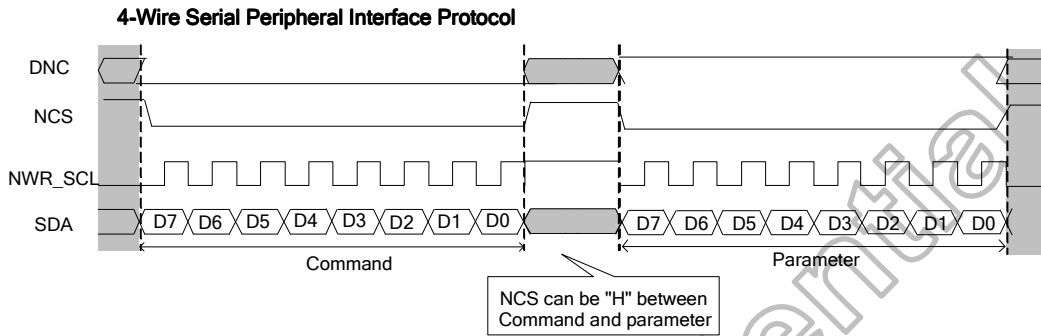 4-Wire Serial Peripheral Interface Protocol
DNC
NCS
NWR_SCL
SDA
D7 D6 D5 D4 D3 D2 D1 D0
D7 D6 D5 D4 D3 D2 D1 D0
Command
Parameter
NCS can be "H" between
Command and parameter